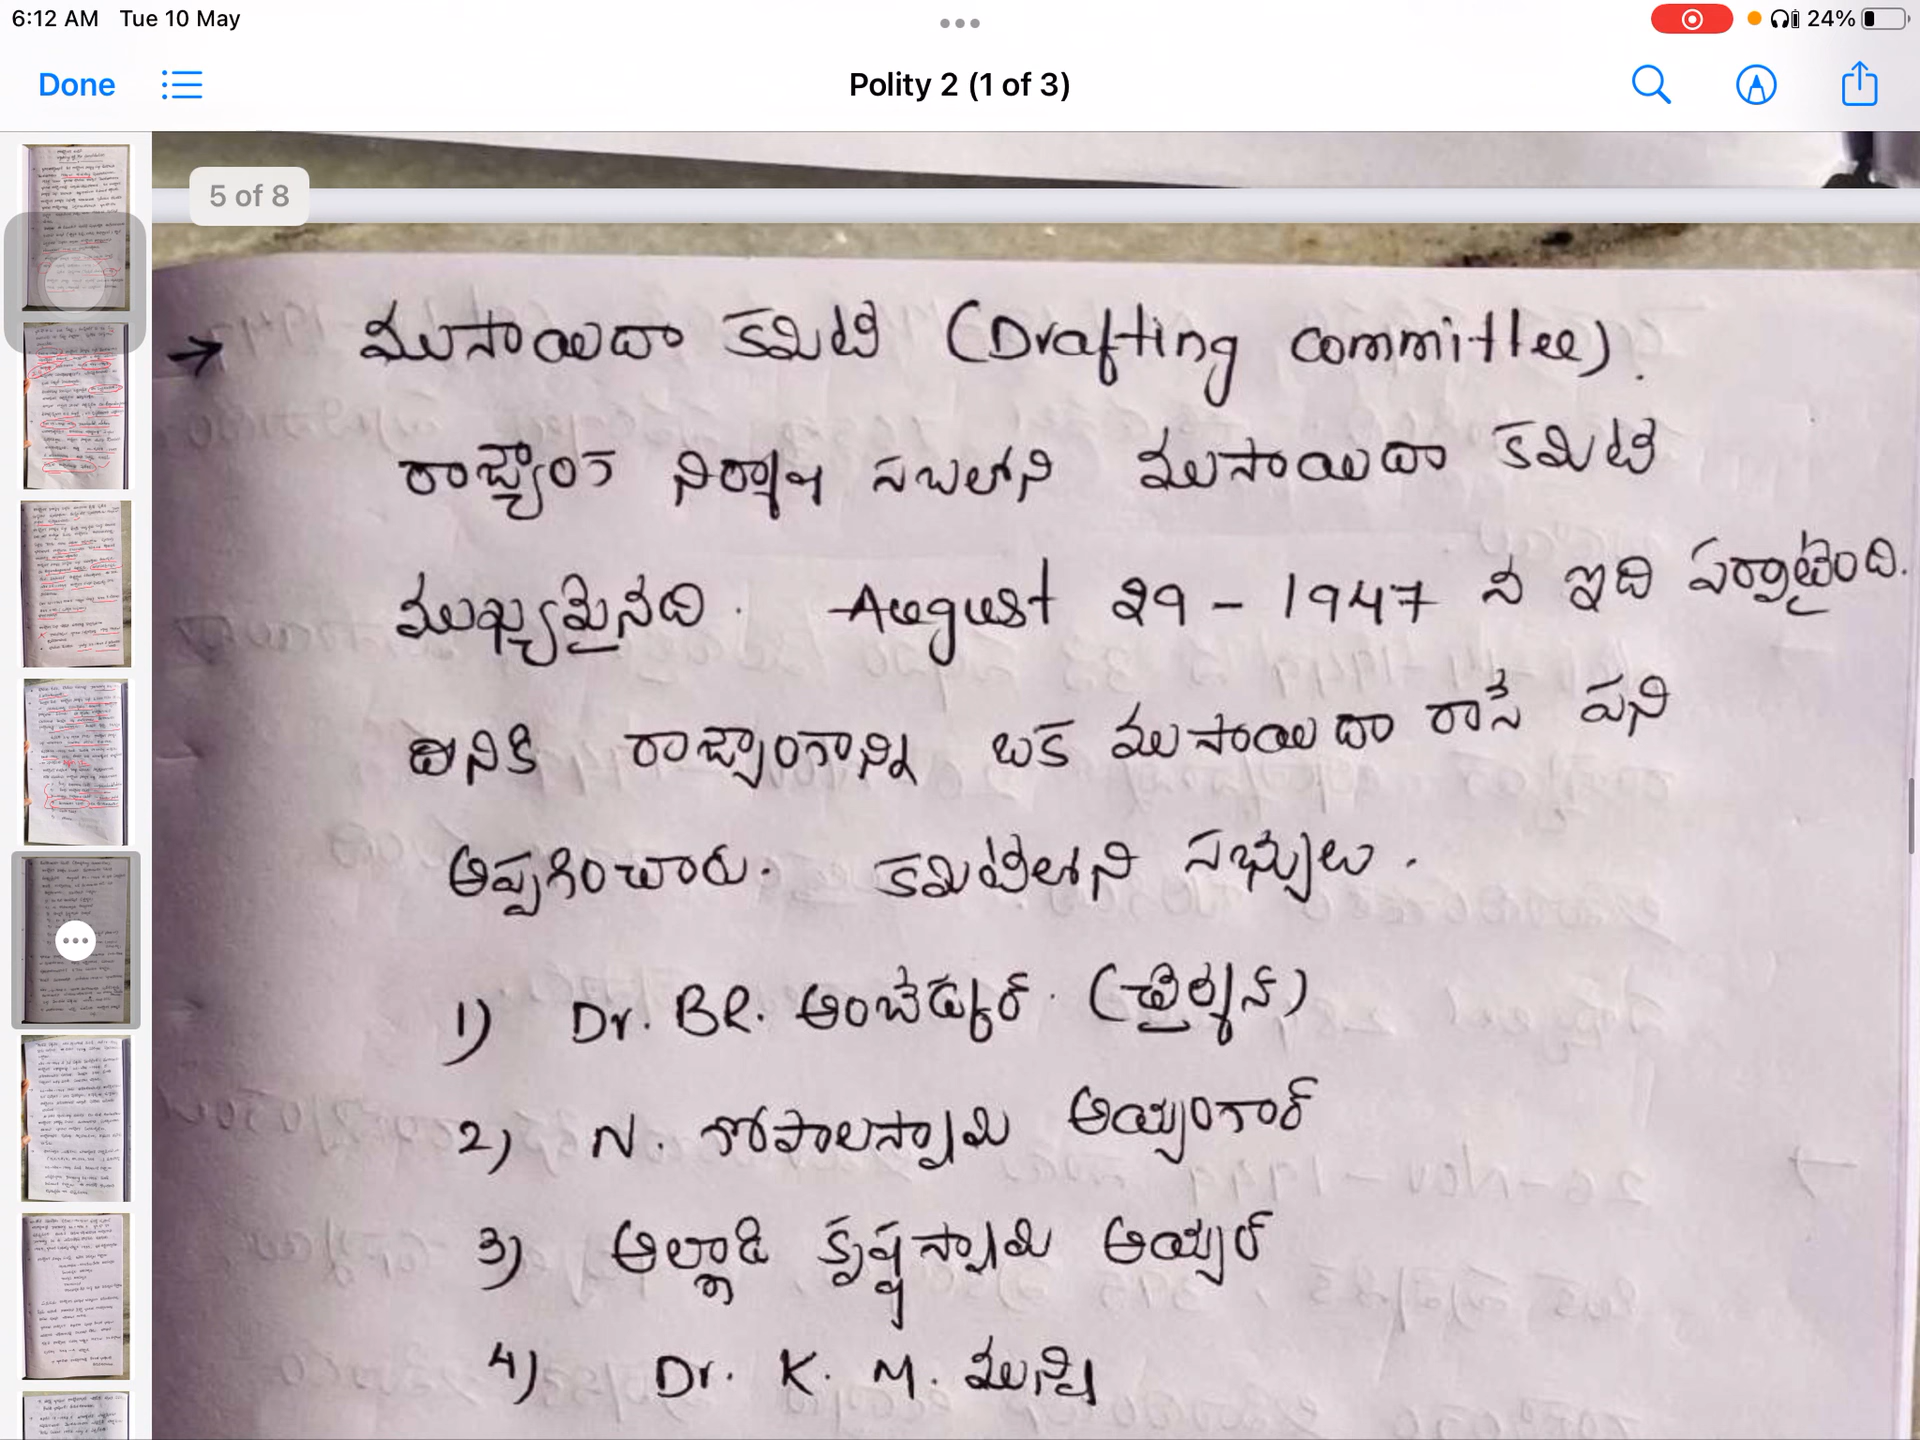 6:12 AM Tue 10 May
24%
Done
Polity 2 (1 of 3)
5 of 8
→ ముసాయిదా కమిటి (Drafting committee).
రాజ్యాంగ నిర్మాణ సబలోని ముసాయిదా కమిటి
ముఖ్యమైనది. August 29 - 1947 న ఇది ఏర్పాటైంది.
దానికి రాజ్యాంగాన్ని ఒక ముసాయిదా రాసే పని
అప్పగించారు. కమిటీలోని సభ్యులు.
1) Dr. BR. అంబేడ్కర్. (ఛైర్మన్)
2) N. గోపాలస్వామి అయ్యంగార్
3) అల్లాడి కృష్ణస్వామి అయ్యర్
4) Dr. K. M. మున్షి